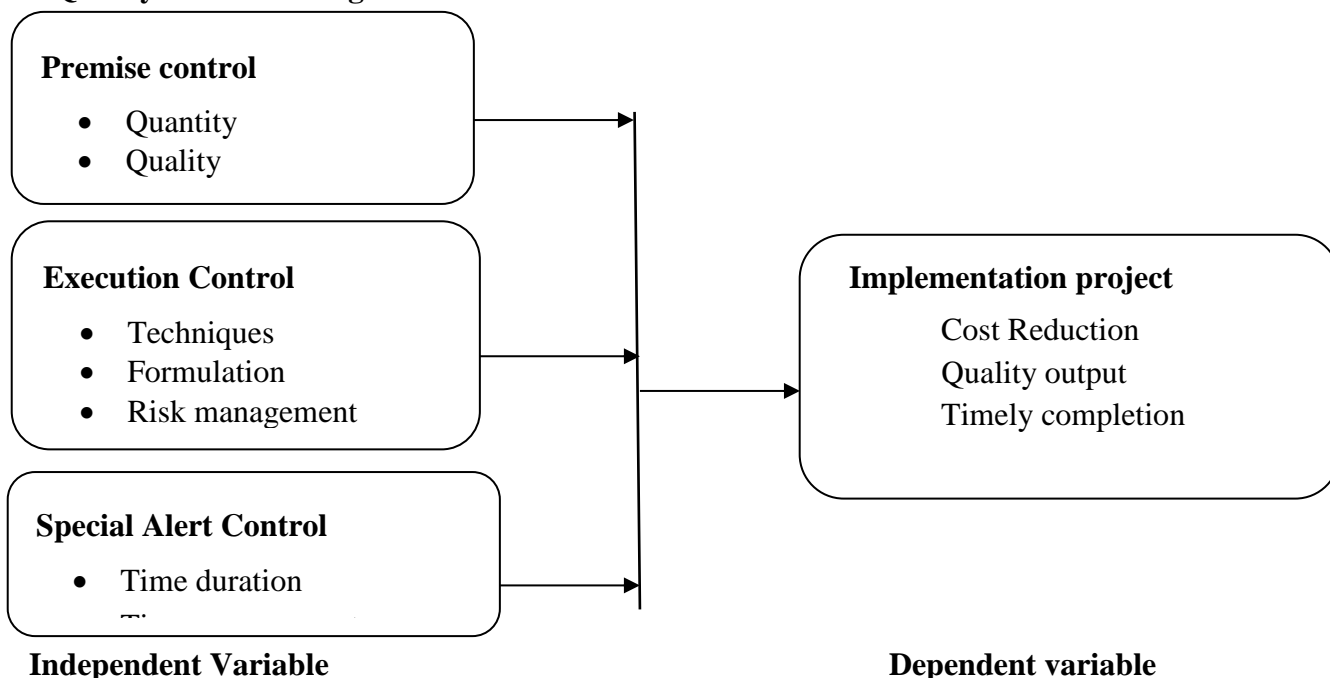 Premise control
• Quantity
• Quality
Execution Control
• Techniques
• Formulation
• Risk management
Special Alert Control
• Time duration
Implementation project
Cost Reduction
Quality output
Timely completion
Independent Variable
Dependent variable